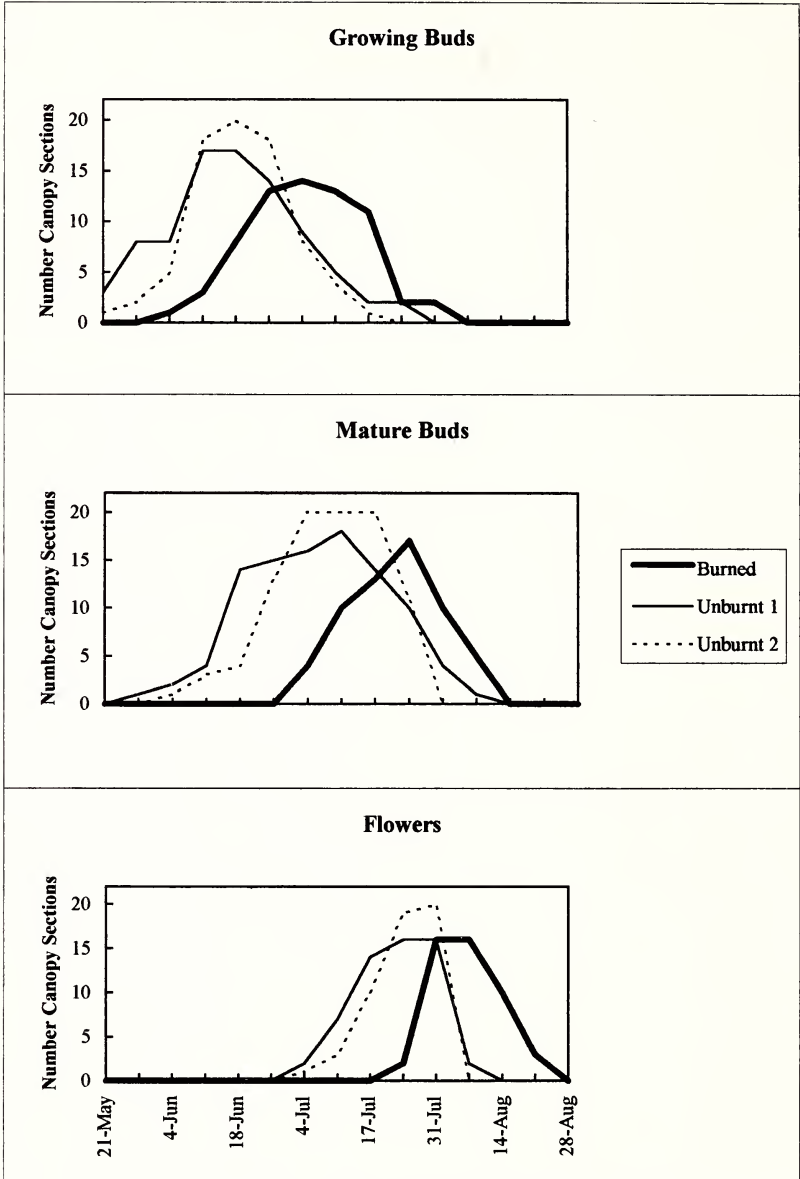 Growing Buds
Number Canopy Sections
20
15
10
5
0
Mature Buds
Number Canopy Sections
20
15
10
5
0
Burned
Unburnt 1
Unburnt 2
Flowers
Number Canopy Sections
20
15
10
5
0
21-May
4-Jun
18-Jun
4-Jul
17-Jul
31-Jul
14-Aug
28-Aug